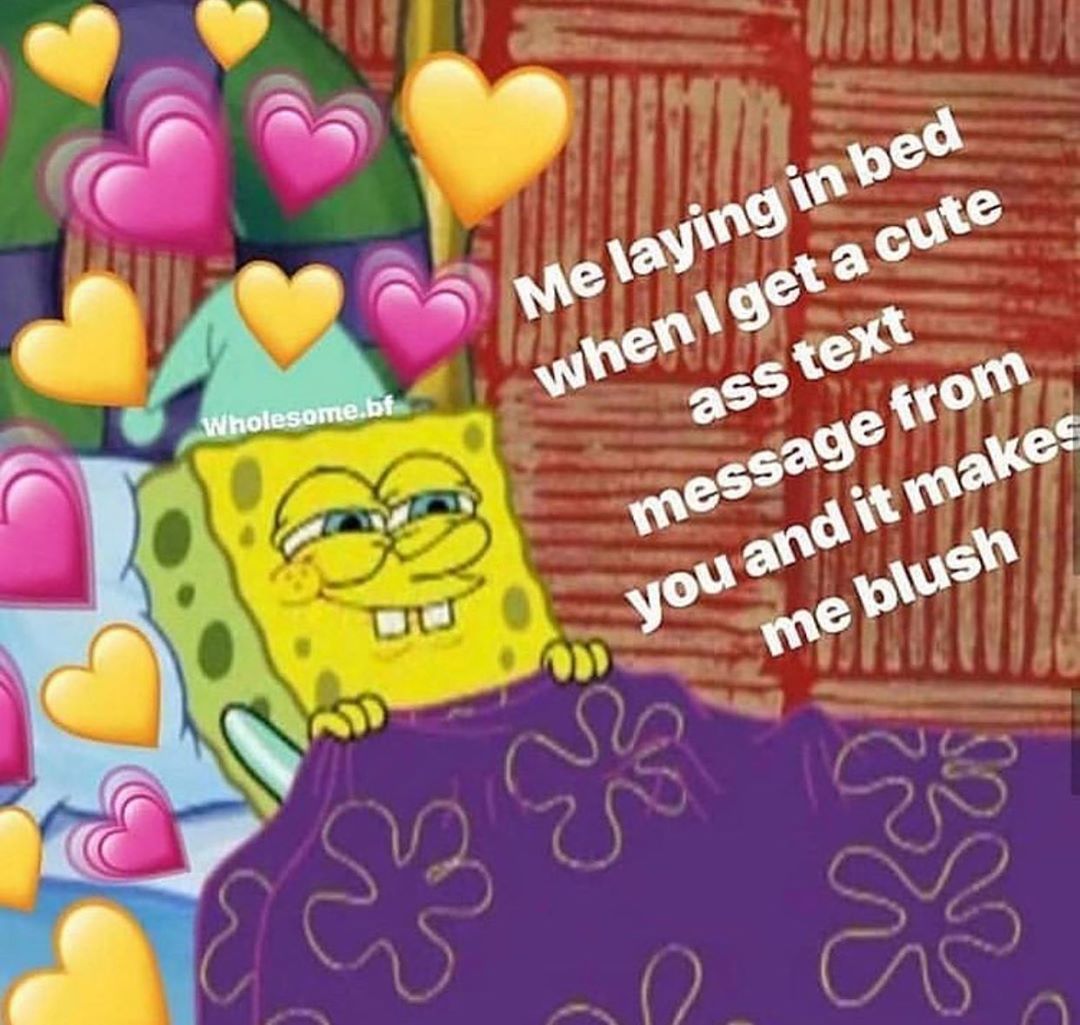 Me laying in bed
when I get a cute
ass text
message from
you and it makes
me blush
Wholesome.bf